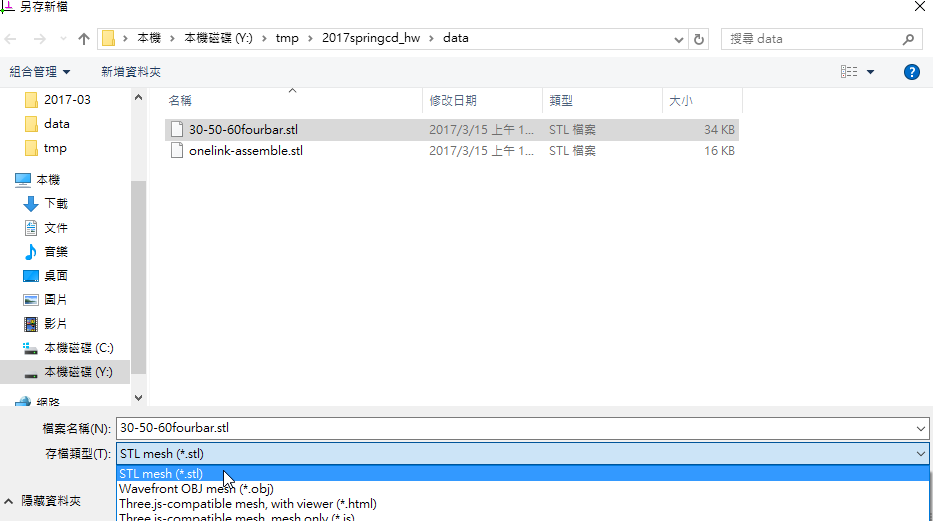 另存新檔
本機 > 本機磁碟 (Y:) > tmp > 2017springcd_hw > data
搜尋 data
組合管理 新增資料夾
名稱 修改日期 類型 大小
2017-03
data
tmp
本機
下載
文件
音樂
桌面
圖片
影片
本機磁碟 (C:)
本機磁碟 (Y:)
網路
30-50-60fourbar.stl 2017/3/15 上午 1... STL 檔案 34 KB
onelink-assemble.stl 2017/3/15 上午 1... STL 檔案 16 KB
檔案名稱(N): 30-50-60fourbar.stl
存檔類型(T): STL mesh (*.stl)
STL mesh (*.stl)
Wavefront OBJ mesh (*.obj)
Three.js-compatible mesh, with viewer (*.html)
Three.js-compatible mesh, mesh only (*.js)
隱藏資料夾